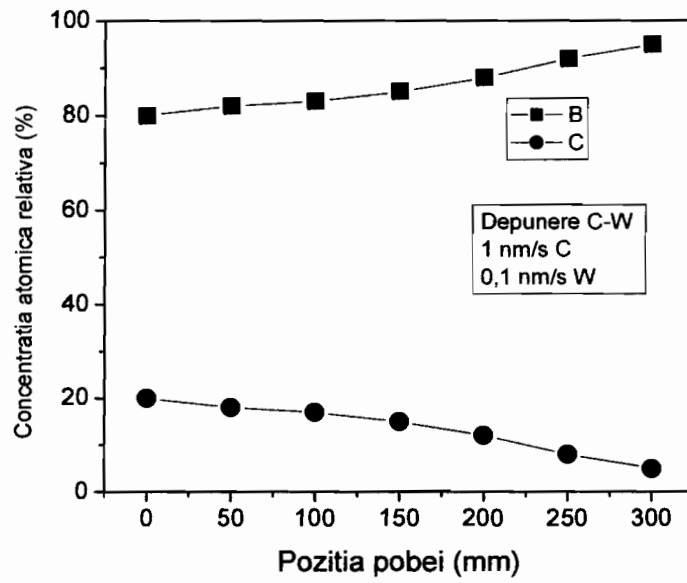 Concentratia atomica relativa (%)
100
80
60
40
20
0
B
C
Depunere C-W
1 nm/s C
0,1 nm/s W
0 50 100 150 200 250 300
Pozitia pobei (mm)